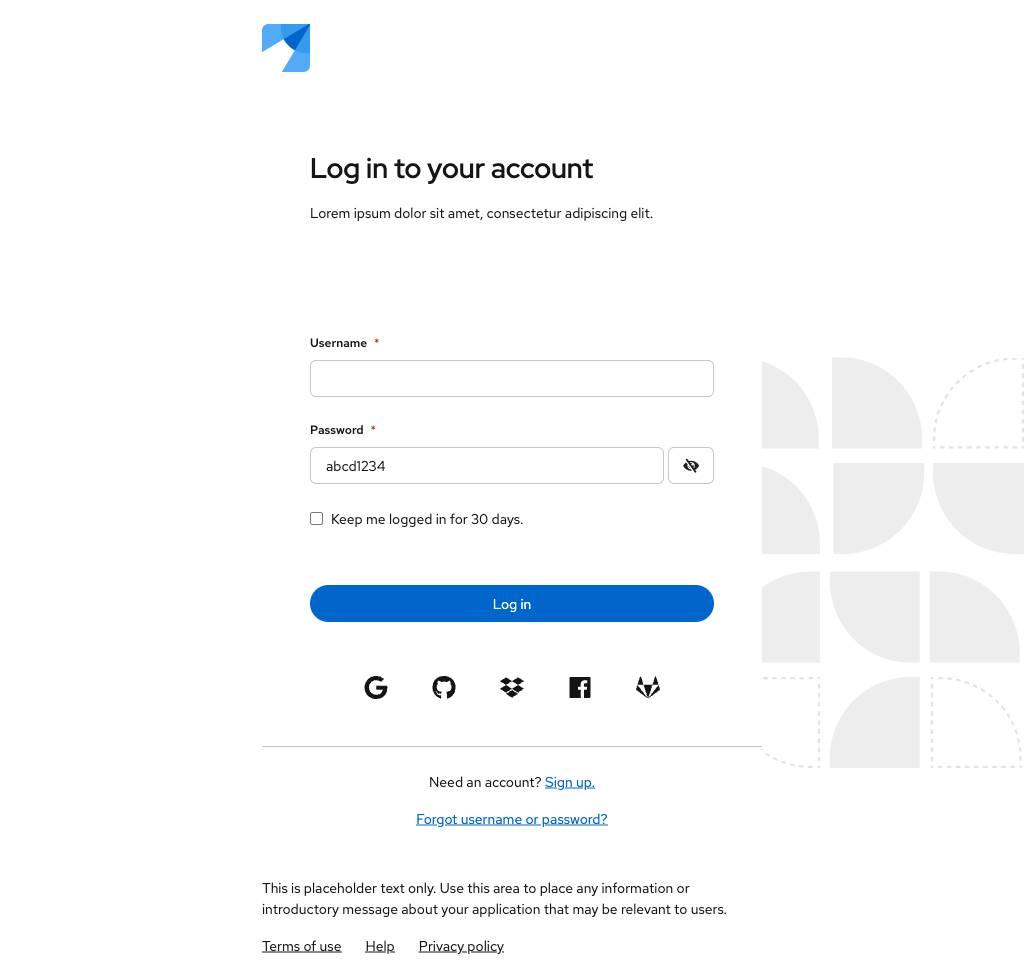 Log in to your account
Lorem ipsum dolor sit amet, consectetur adipiscing elit.
Username *
Password *
abcd1234
Keep me logged in for 30 days.
Log in
Need an account? Sign up.
Forgot username or password?
This is placeholder text only. Use this area to place any information or
introductory message about your application that may be relevant to users.
Terms of use Help Privacy policy